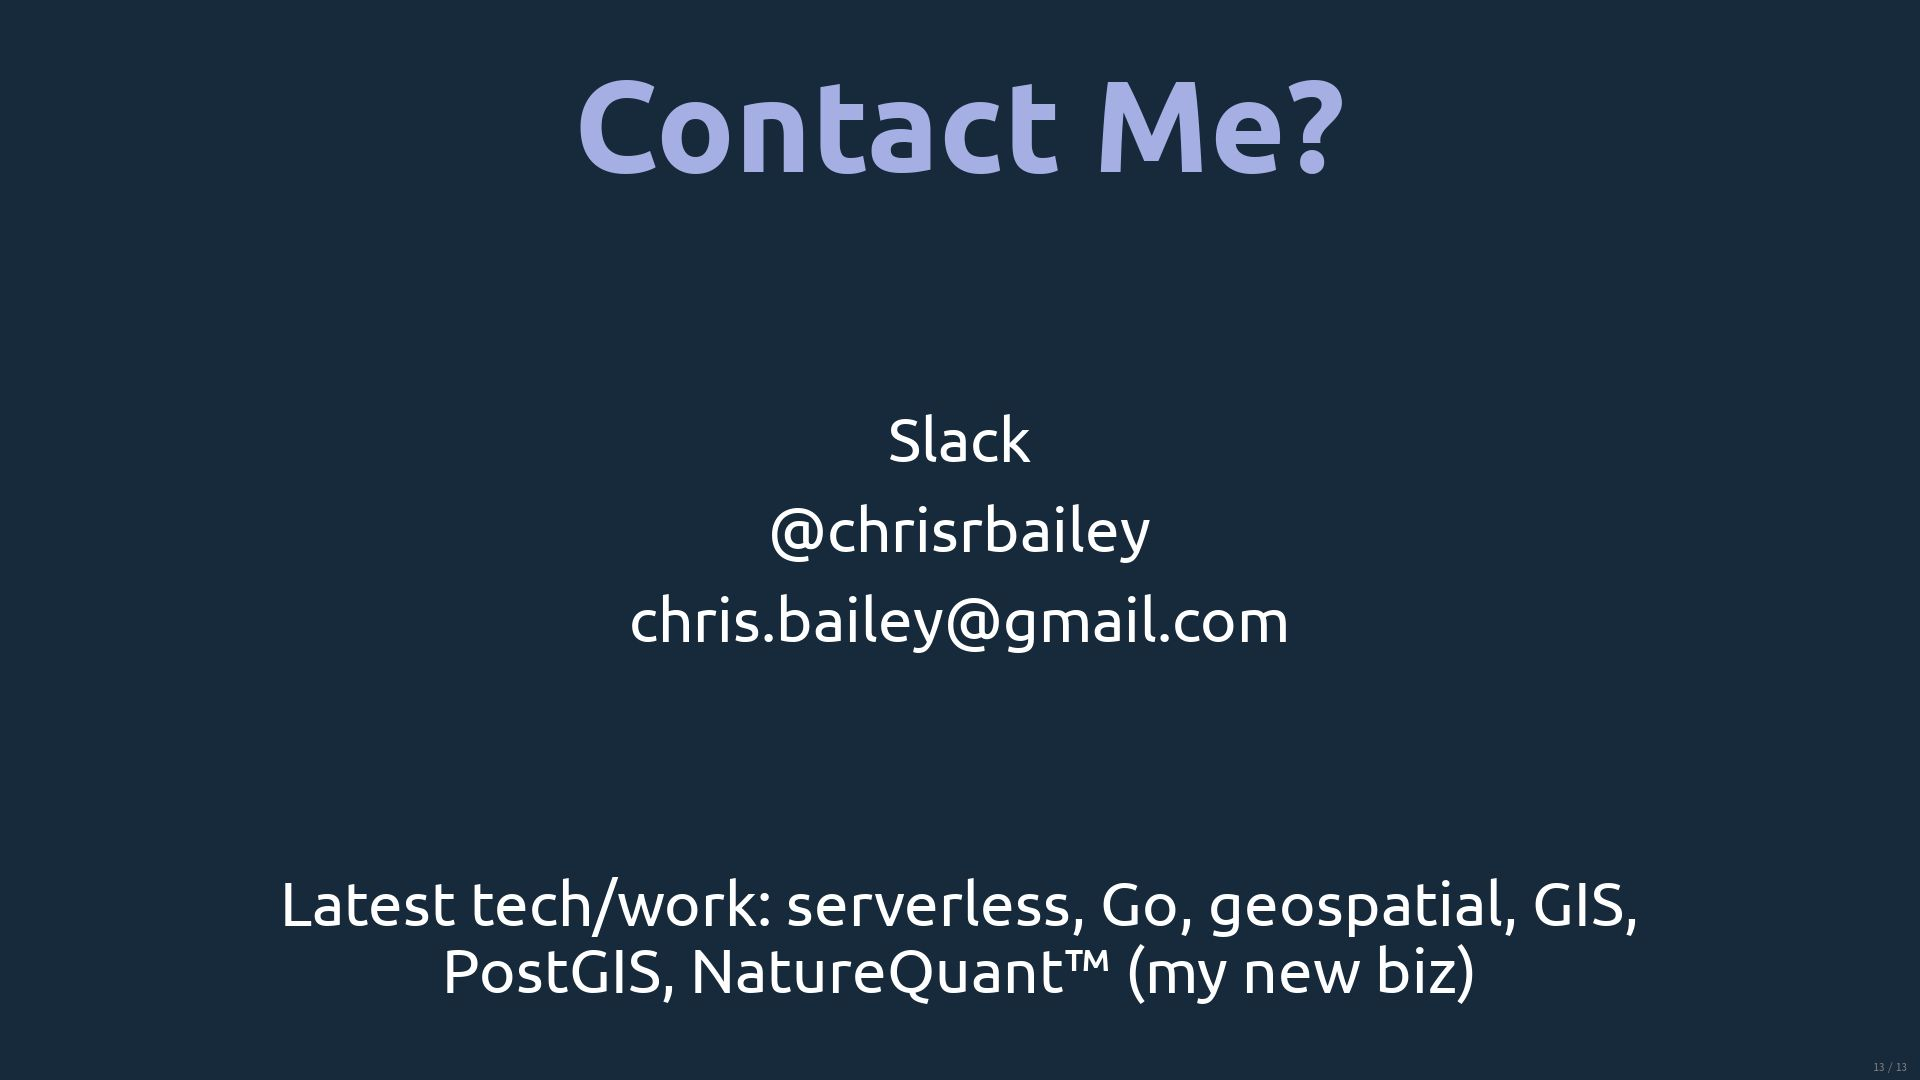 Contact Me?
Slack
@chrisrbailey
chris.bailey@gmail.com
Latest tech/work: serverless, Go, geospatial, GIS,
PostGIS, NatureQuant™ (my new biz)
13 / 13